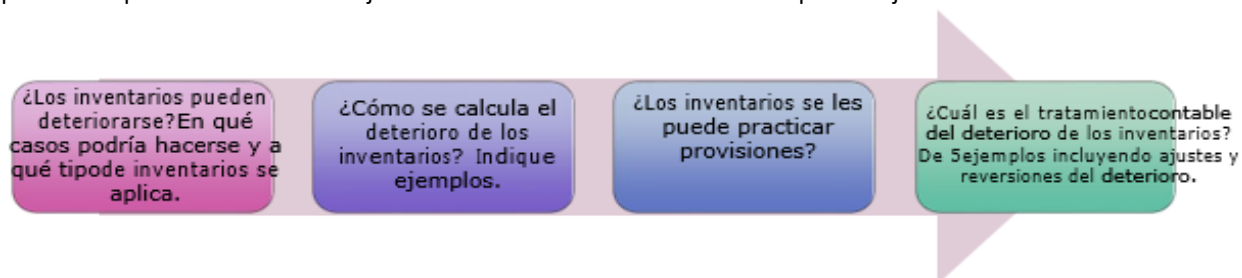 ¿Los inventarios pueden
deteriorarse?En qué
casos podría hacerse y a
qué tipode inventarios se
aplica.
¿Cómo se calcula el
deterioro de los
inventarios? Indique
ejemplos.
¿Los inventarios se les
puede practicar
provisiones?
¿Cuál es el tratamientocontable
del deterioro de los inventarios?
De 5ejemplos incluyendo ajustes y
reversiones del deterioro.